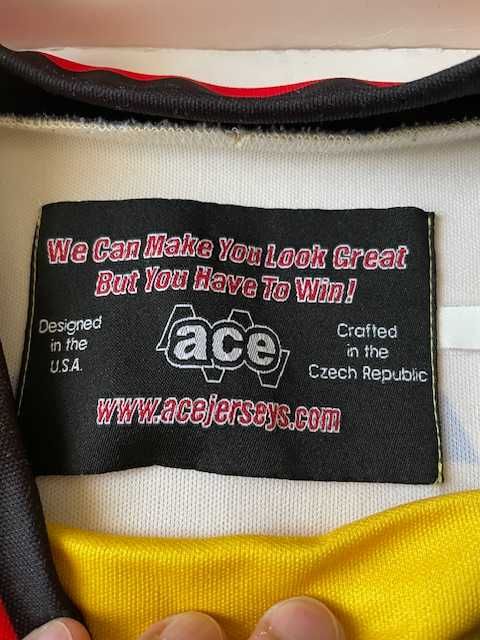 We Can Make You Look Great
But You Have To Win!
Designed
in the
U.S.A.
ace
Crafted
in the
Czech Republic
www.acejerseys.com